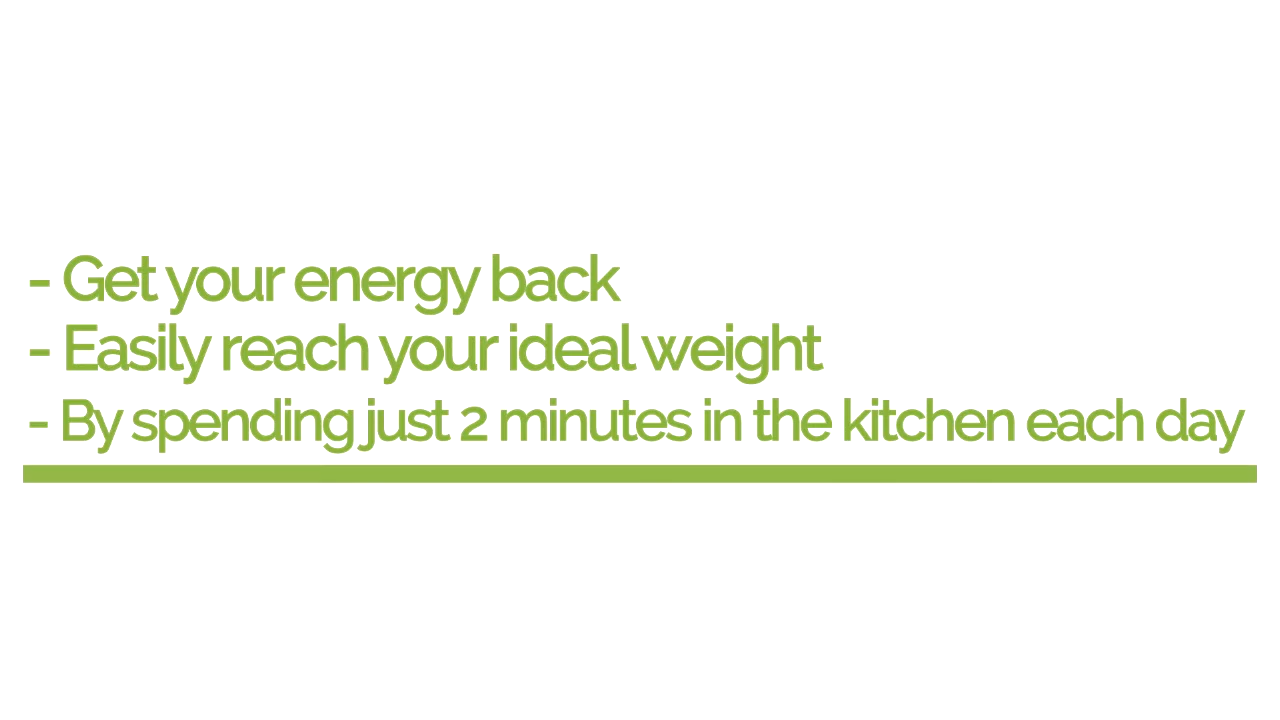 - Get your energy back
- Easily reach your ideal weight
- By spending just 2 minutes in the kitchen each day